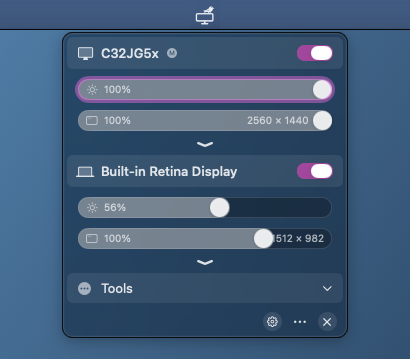 C32JG5x M
100%
100% 2560 × 1440
Built-in Retina Display
56%
100% 1512 × 982
Tools